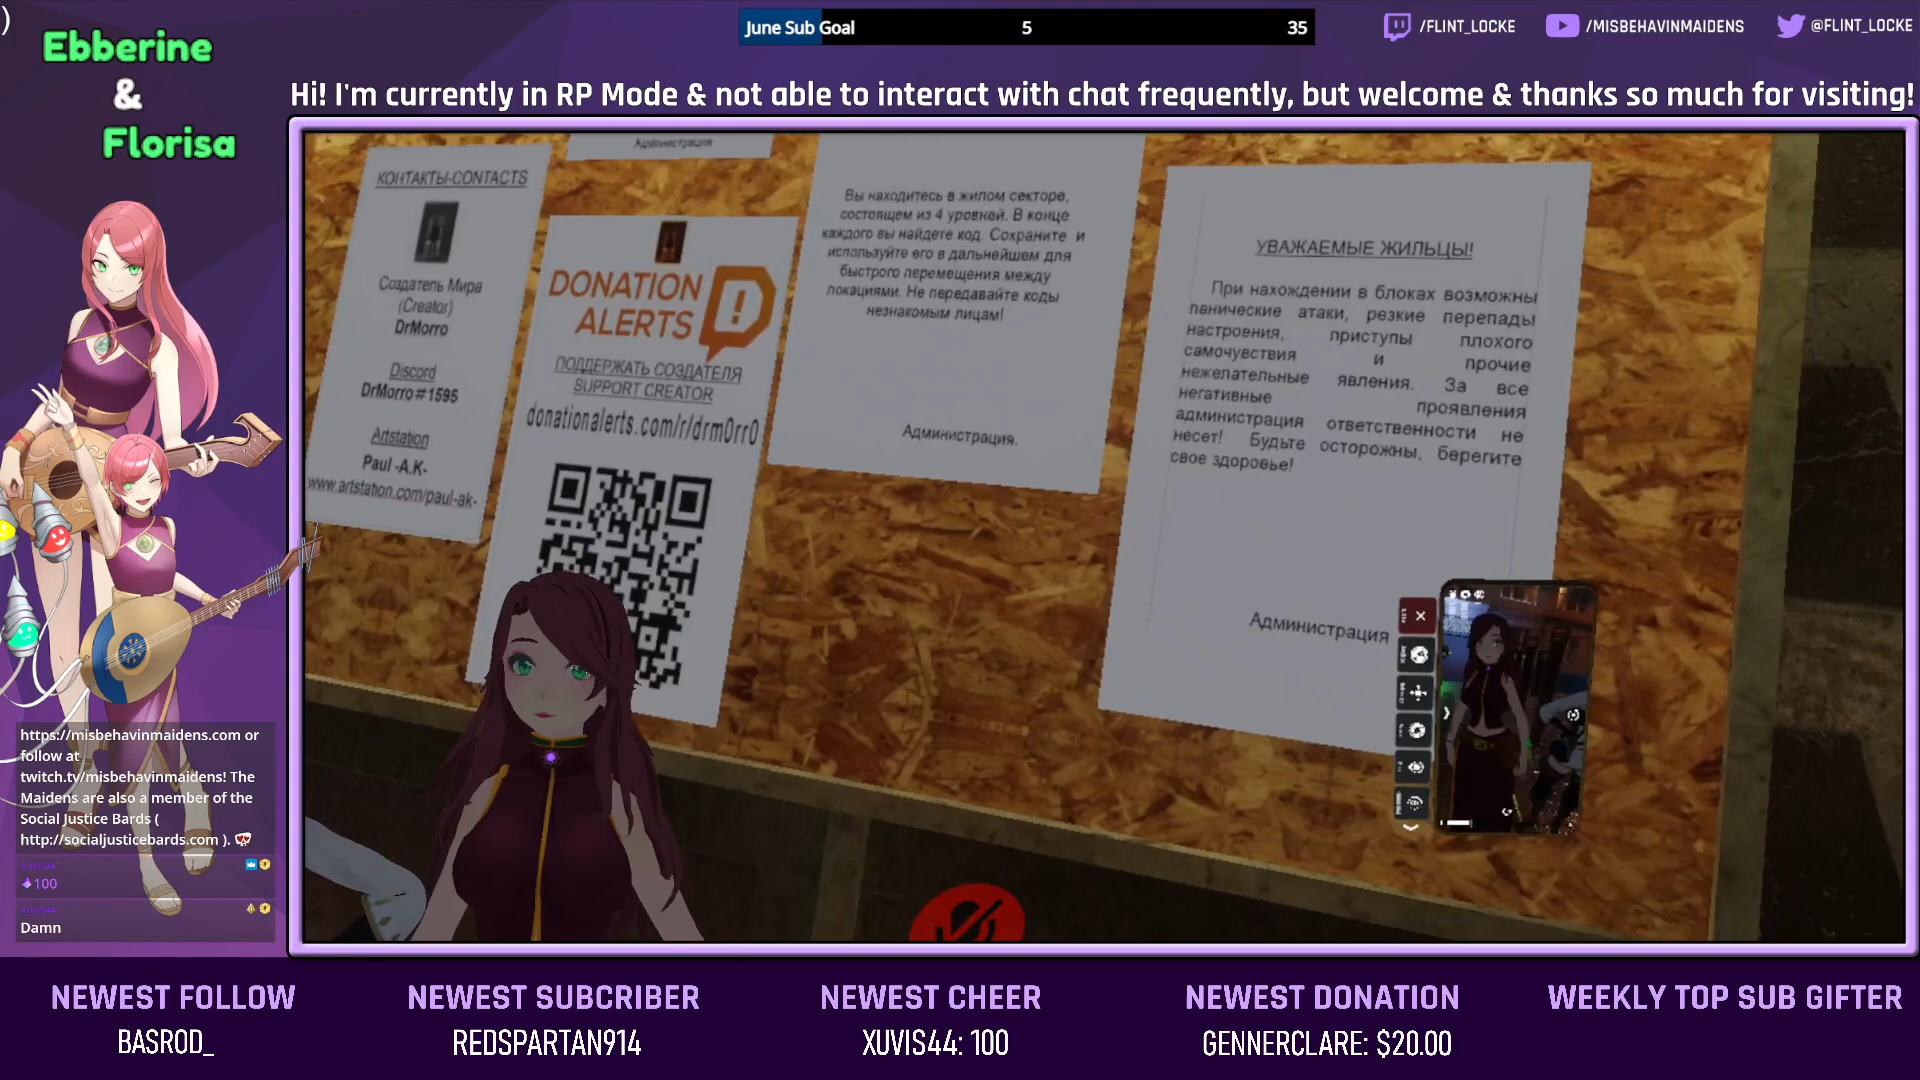 )
Ebberine
&
Florisa
June Sub Goal 5 35
/FLINT_LOCKE
/MISBEHAVINMAIDENS
@FLINT_LOCKE
Hi! I'm currently in RP Mode & not able to interact with chat frequently, but welcome & thanks so much for visiting!
КОНТАКТЫ-CONTACTS
Создатель Мира
(Creator)
DrMorro
Discord
DrMorro#1595
Artstation
Paul -A.K-
www.artstation.com/paul-ak-
Администрация
DONATION
ALERTS
ПОДДЕРЖАТЬ СОЗДАТЕЛЯ
SUPPORT CREATOR
donationalerts.com/r/drm0rr0
Вы находитесь в жилом секторе,
состоящем из 4 уровней. В конце
каждого вы найдете код. Сохраните и
используйте его в дальнейшем для
быстрого перемещения между
локациями. Не передавайте коды
незнакомым лицам!
Администрация.
УВАЖАЕМЫЕ ЖИЛЬЦЫ!
При нахождении в блоках возможны
панические атаки, резкие перепады
настроения, приступы плохого
самочувствия и прочие
нежелательные явления. За все
негативные проявления
администрация ответственности не
несет! Будьте осторожны, берегите
свое здоровье!
Администрация
https://misbehavinmaidens.com or
follow at
twitch.tv/misbehavinmaidens! The
Maidens are also a member of the
Social Justice Bards (
http://socialjusticebards.com ).
100
Damn
NEWEST FOLLOW
BASROD_
NEWEST SUBCRIBER
REDSPARTAN914
NEWEST CHEER
XUVIS44: 100
NEWEST DONATION
GENNERCLARE: $20.00
WEEKLY TOP SUB GIFTER